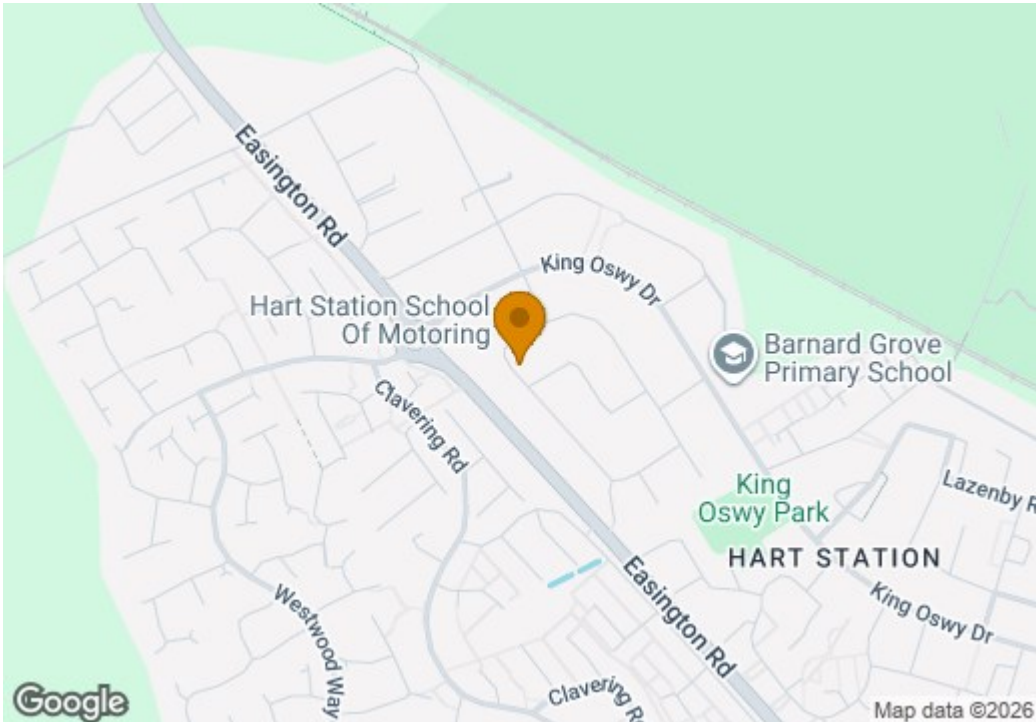 Easington Rd
King Oswy Dr
Hart Station School
Of Motoring
Barnard Grove
Primary School
Clavering Rd
King
Oswy Park
Lazenby R
HART STATION
Westwood Way
Easington Rd
King Oswy Dr
Clavering R
Google
Map data ©2026